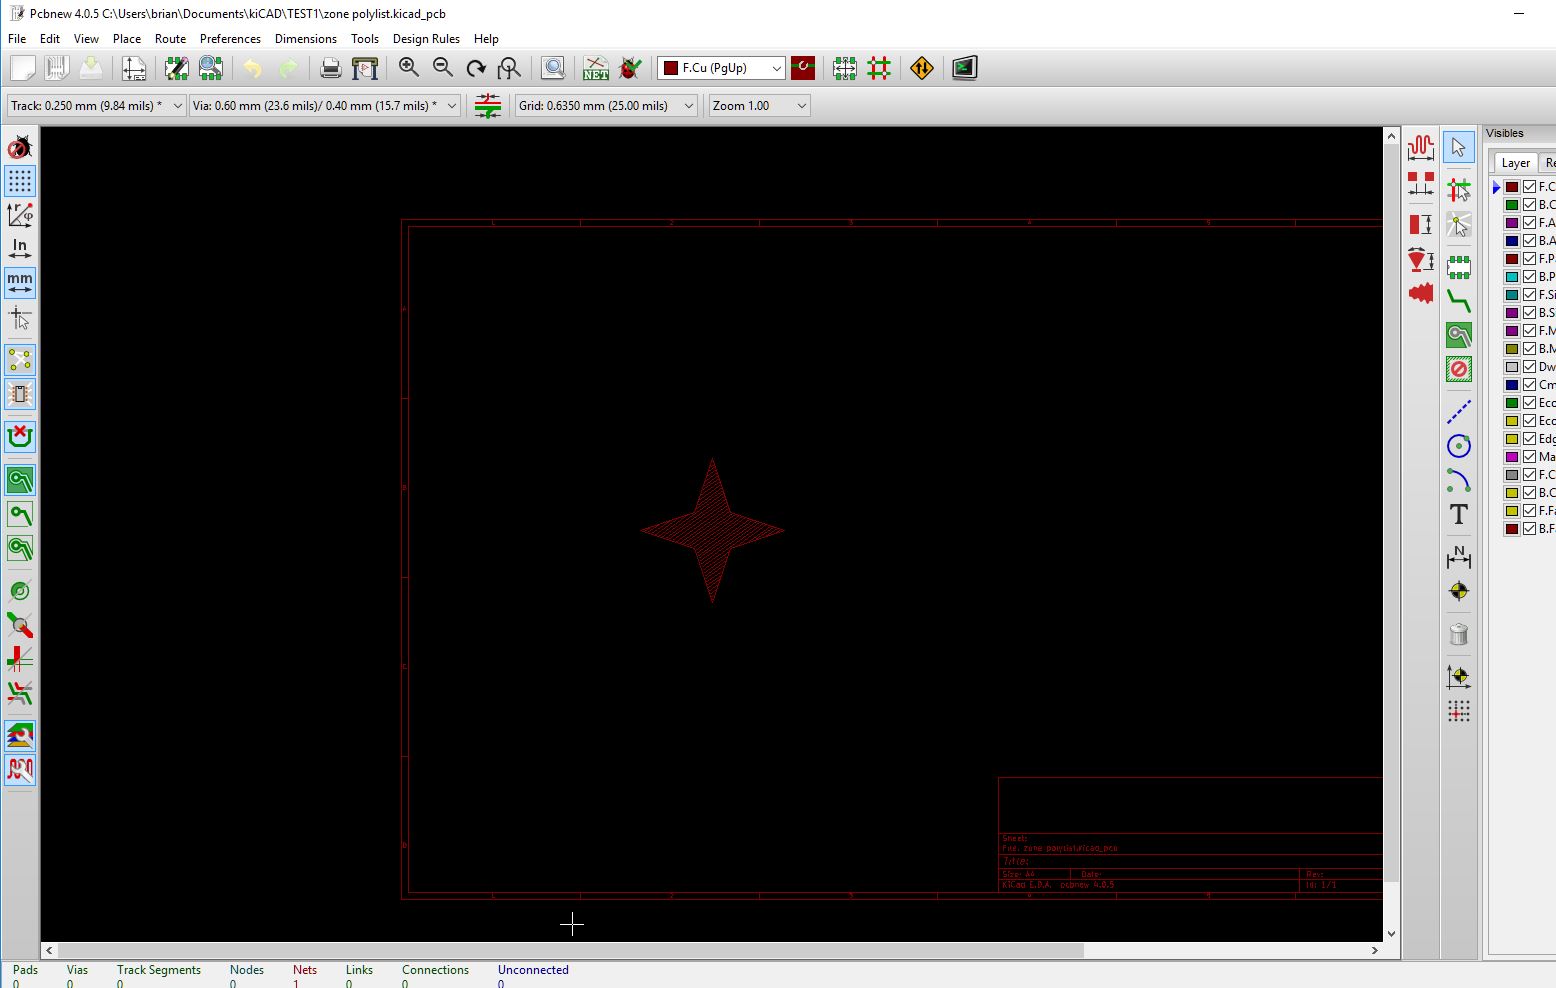 Pcbnew 4.0.5 C:\Users\brian\Documents\kiCAD\TEST1\zone polylist.kicad_pcb
File Edit View Place Route Preferences Dimensions Tools Design Rules Help
NET
F.Cu (PgUp)
Track: 0.250 mm (9.84 mils) *
Via: 0.60 mm (23.6 mils)/ 0.40 mm (15.7 mils) *
Grid: 0.6350 mm (25.00 mils)
Zoom 1.00
Visibles
Layer Re
F.C
B.C
F.A
B.A
F.P
B.P
F.Si
B.S
F.M
B.M
Dw
Cm
Eco
Eco
Edg
Ma
F.C
B.C
F.Fa
B.F
r
φ
In
mm
T
N
1 2 3 4 5
A
B
C
D
Sheet:
File: zone polylist.kicad_pcb
Title:
Size: A4 Date: Rev:
KiCad E.D.A. pcbnew 4.0.5 Id: 1/1
Pads Vias Track Segments Nodes Nets Links Connections Unconnected
0 0 0 0 1 0 0 0